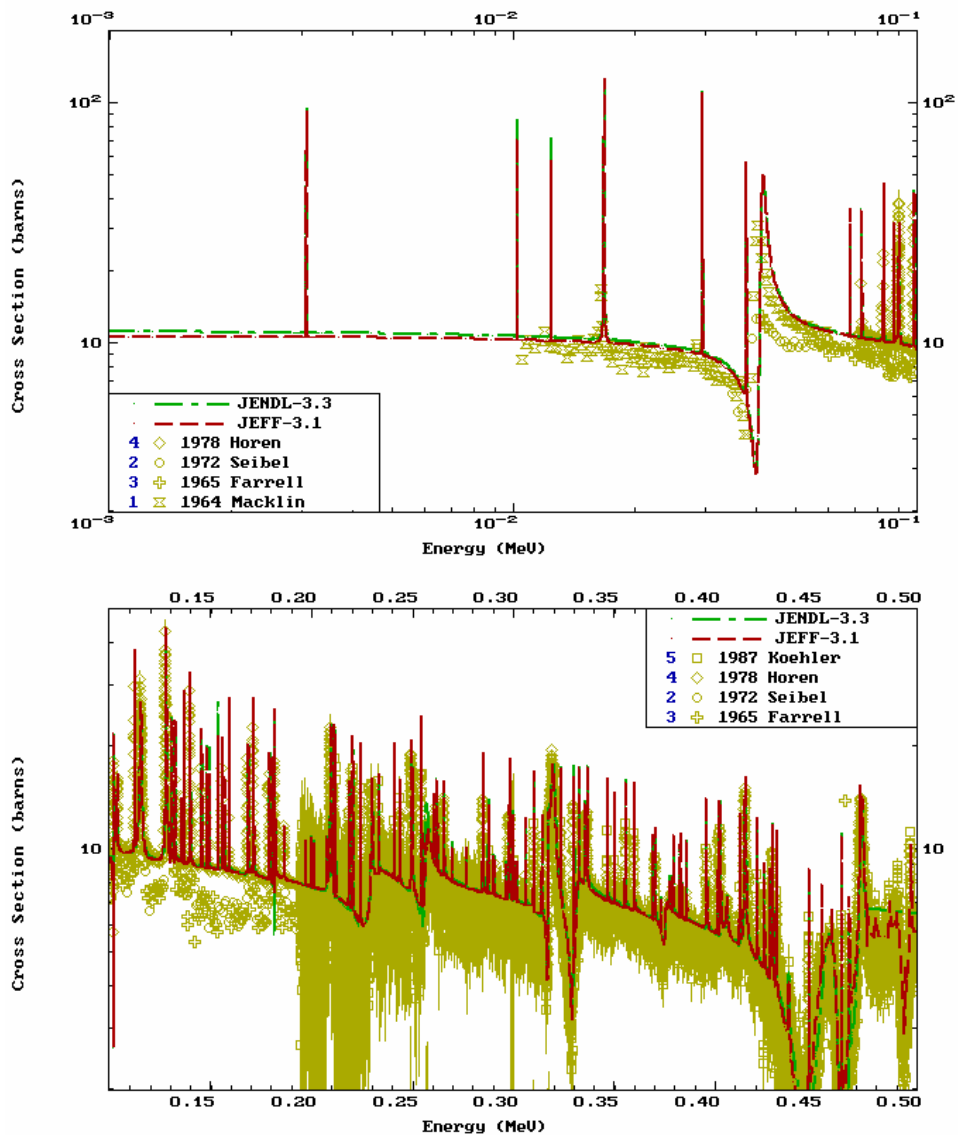 10⁻³ 10⁻² 10⁻¹
10² 10²
10 10
Cross Section (barns)
JENDL-3.3
JEFF-3.1
4 1978 Horen
2 1972 Seibel
3 1965 Farrell
1 1964 Macklin
10⁻³ 10⁻² 10⁻¹
Energy (MeV)
0.15 0.20 0.25 0.30 0.35 0.40 0.45 0.50
JENDL-3.3
JEFF-3.1
5 1987 Koehler
4 1978 Horen
2 1972 Seibel
3 1965 Farrell
10 10
Cross Section (barns)
0.15 0.20 0.25 0.30 0.35 0.40 0.45 0.50
Energy (MeV)